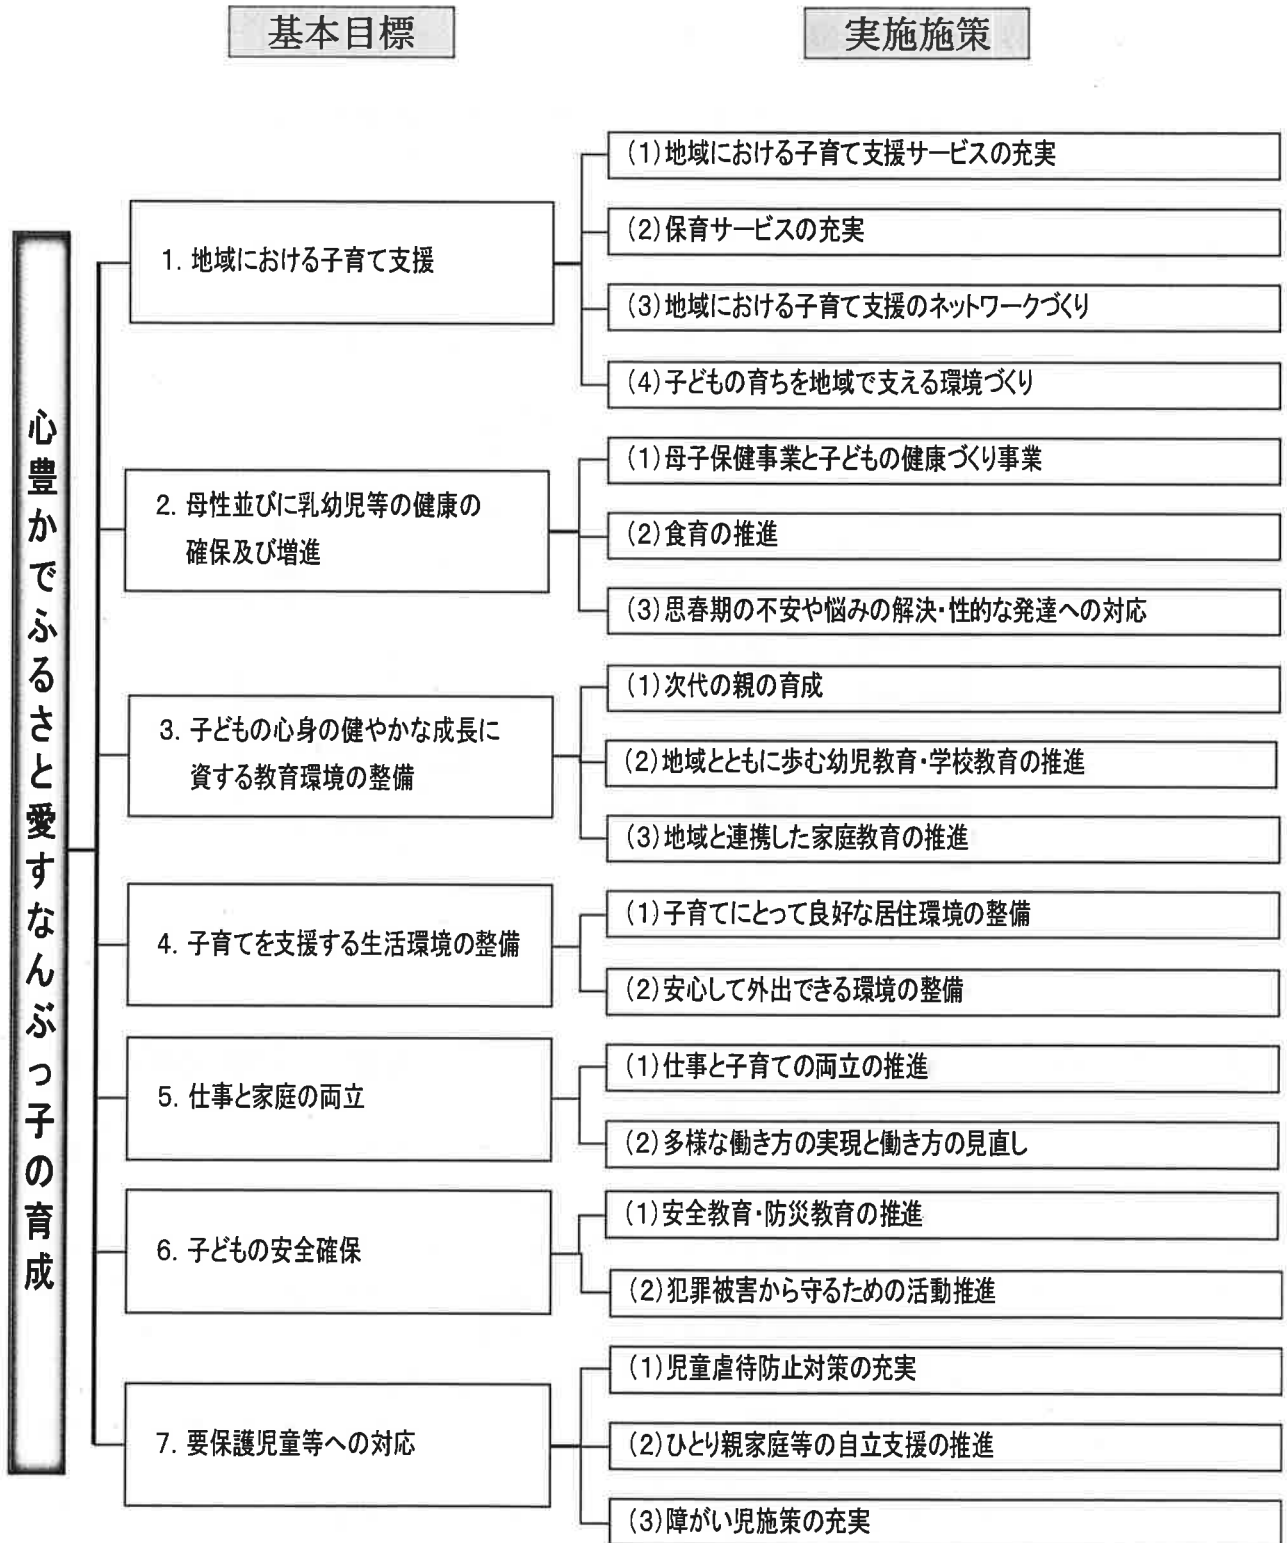 基本目標
実施施策
心豊かでふるさと愛すなんぶっ子の育成
1. 地域における子育て支援
(1)地域における子育て支援サービスの充実
(2)保育サービスの充実
(3)地域における子育て支援のネットワークづくり
(4)子どもの育ちを地域で支える環境づくり
2. 母性並びに乳幼児等の健康の
確保及び増進
(1)母子保健事業と子どもの健康づくり事業
(2)食育の推進
(3)思春期の不安や悩みの解決・性的な発達への対応
3. 子どもの心身の健やかな成長に
資する教育環境の整備
(1)次代の親の育成
(2)地域とともに歩む幼児教育・学校教育の推進
(3)地域と連携した家庭教育の推進
4. 子育てを支援する生活環境の整備
(1)子育てにとって良好な居住環境の整備
(2)安心して外出できる環境の整備
5. 仕事と家庭の両立
(1)仕事と子育ての両立の推進
(2)多様な働き方の実現と働き方の見直し
6. 子どもの安全確保
(1)安全教育・防災教育の推進
(2)犯罪被害から守るための活動推進
7. 要保護児童等への対応
(1)児童虐待防止対策の充実
(2)ひとり親家庭等の自立支援の推進
(3)障がい児施策の充実